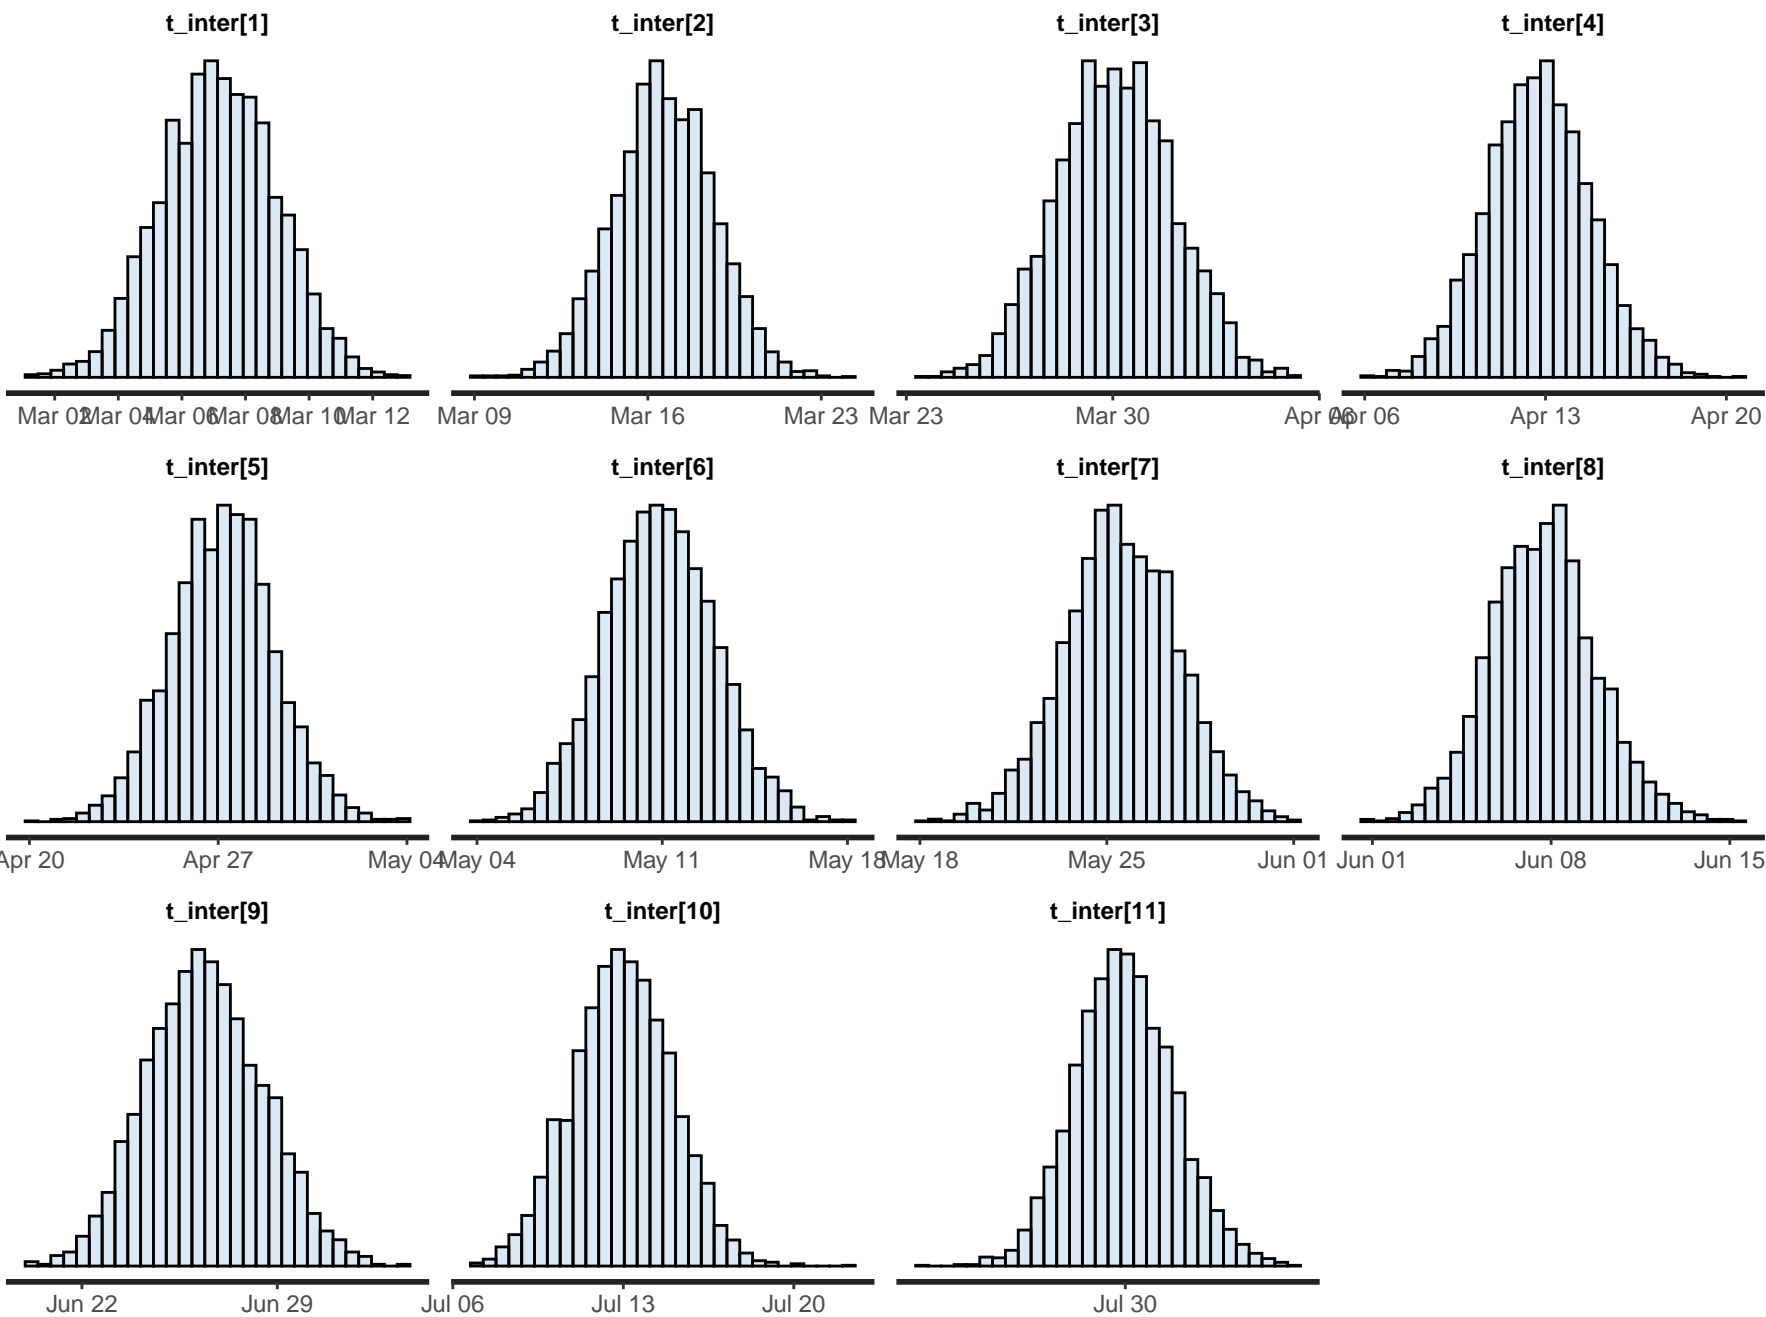 t_inter[1] t_inter[2] t_inter[3] t_inter[4]
Mar 02 Mar 04 Mar 06 Mar 08 Mar 10 Mar 12 Mar 09 Mar 16 Mar 23 Mar 23 Mar 30 Apr 06 Apr 06 Apr 13 Apr 20
t_inter[5] t_inter[6] t_inter[7] t_inter[8]
Apr 20 Apr 27 May 04 May 04 May 11 May 18 May 18 May 25 Jun 01 Jun 01 Jun 08 Jun 15
t_inter[9] t_inter[10] t_inter[11]
Jun 22 Jun 29 Jul 06 Jul 13 Jul 20 Jul 30